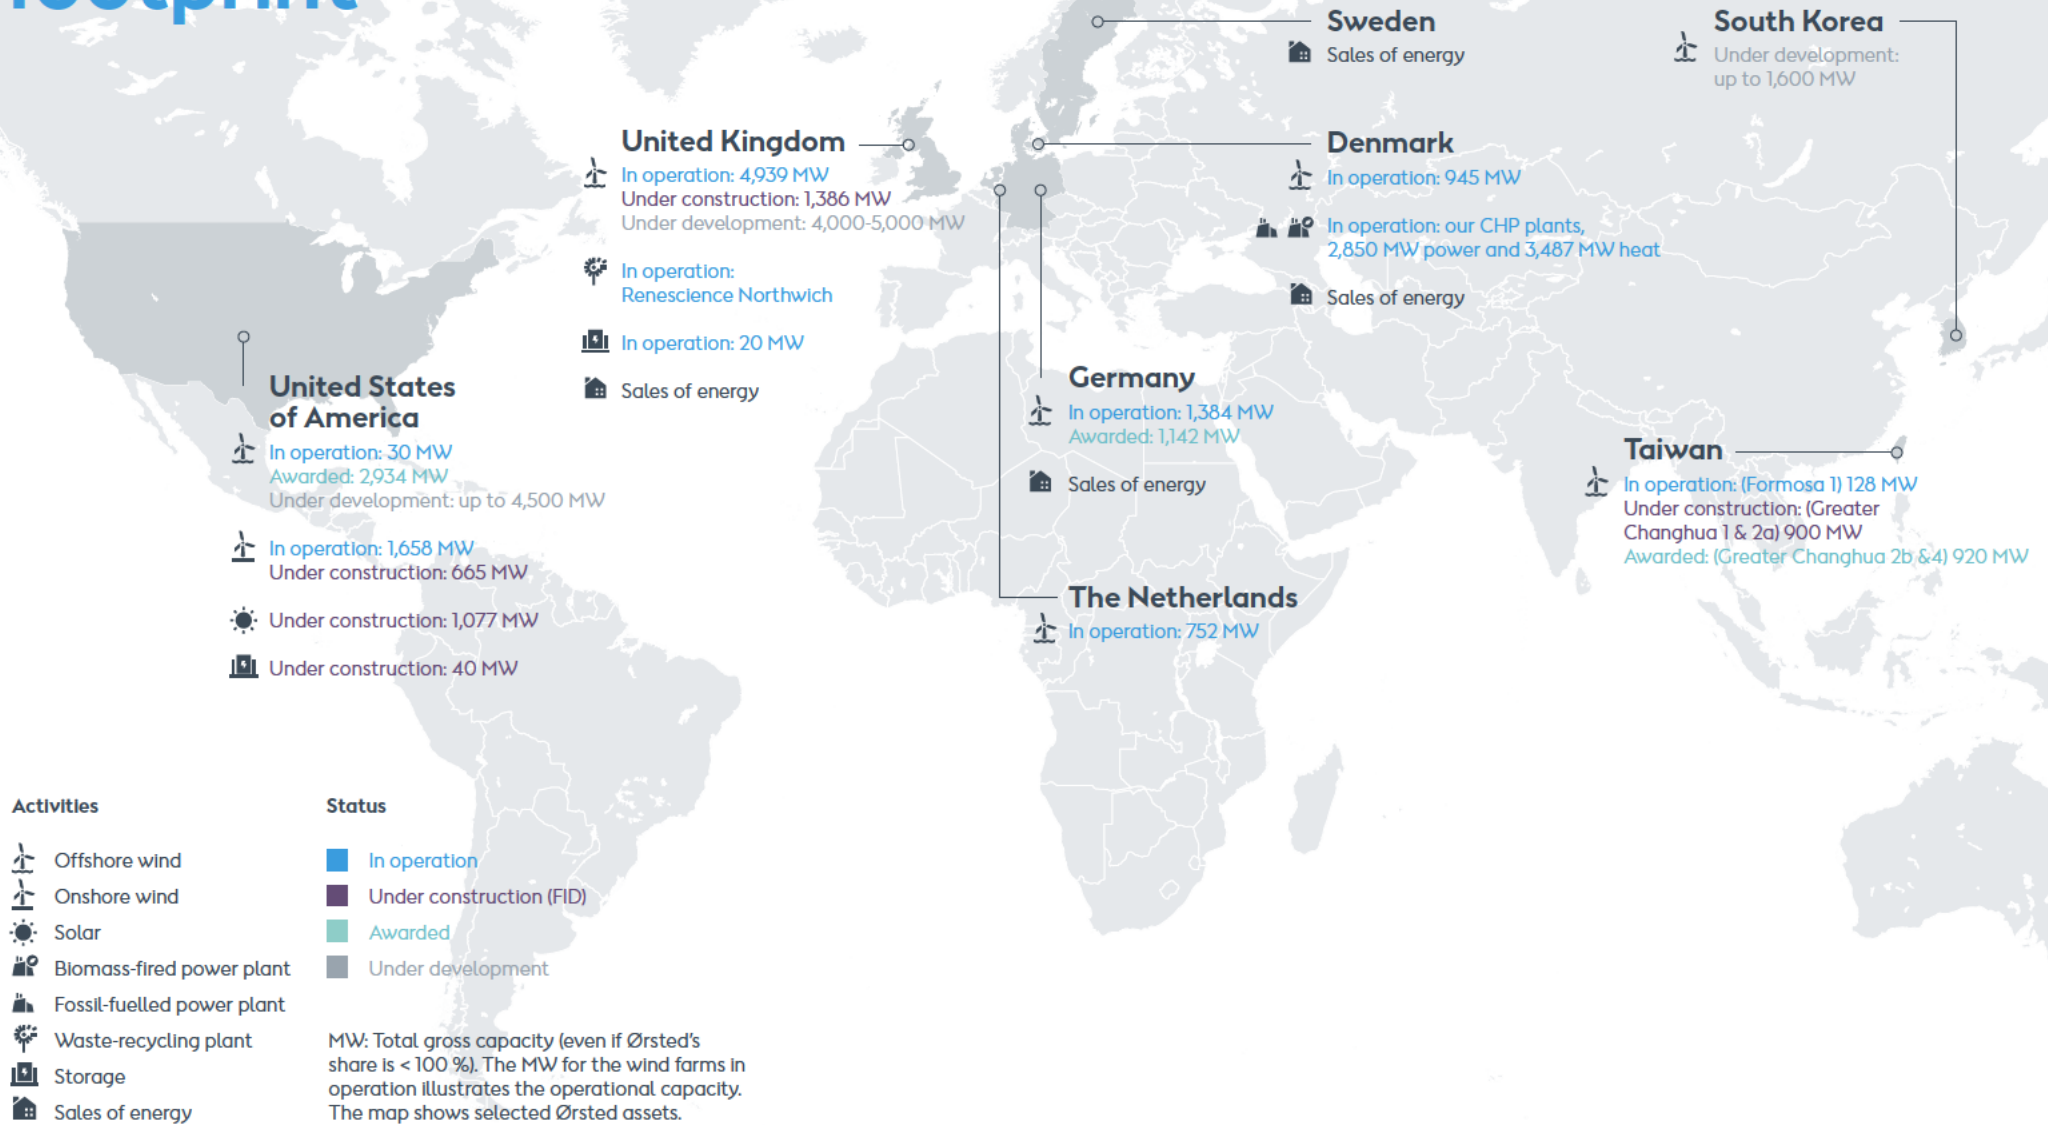 footprint
Sweden
Sales of energy
South Korea
Under development:
up to 1,600 MW
United Kingdom
In operation: 4,939 MW
Under construction: 1,386 MW
Under development: 4,000-5,000 MW
In operation:
Renescience Northwich
In operation: 20 MW
Sales of energy
Denmark
In operation: 945 MW
In operation: our CHP plants,
2,850 MW power and 3,487 MW heat
Sales of energy
United States
of America
In operation: 30 MW
Awarded: 2,934 MW
Under development: up to 4,500 MW
In operation: 1,658 MW
Under construction: 665 MW
Under construction: 1,077 MW
Under construction: 40 MW
Germany
In operation: 1,384 MW
Awarded: 1,142 MW
Sales of energy
Taiwan
In operation: (Formosa 1) 128 MW
Under construction: (Greater
Changhua 1 & 2a) 900 MW
Awarded: (Greater Changhua 2b &4) 920 MW
The Netherlands
In operation: 752 MW
Activities
Offshore wind
Onshore wind
Solar
Biomass-fired power plant
Fossil-fuelled power plant
Waste-recycling plant
Storage
Sales of energy
Status
In operation
Under construction (FID)
Awarded
Under development
MW: Total gross capacity (even if Ørsted's
share is < 100 %). The MW for the wind farms in
operation illustrates the operational capacity.
The map shows selected Ørsted assets.